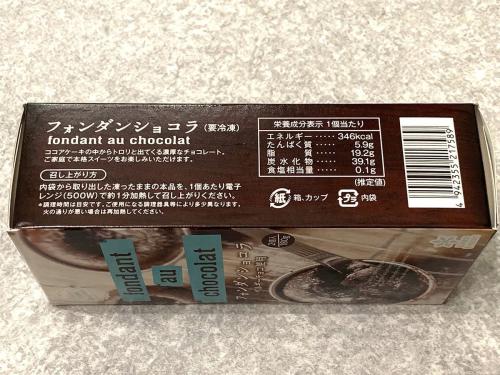 フォンダンショコラ（要冷凍）
fondant au chocolat
ココアケーキの中からトロリと出てくる濃厚なチョコレート。
ご家庭で本格スイーツをお楽しみいただけます。
召し上がり方
内袋から取り出した凍ったままの本品を、1個あたり電子
レンジ(500W)で約1分加熱して召し上がりください。
*調理時間は目安です。ご使用になる調理器具等により多少異なります。
火の通りが悪い場合は再加熱してください。
栄養成分表示 1個当たり
エネルギー 346kcal
たんぱく質 5.9g
脂質 19.2g
炭水化物 39.1g
食塩相当量 0.1g
(推定値)
紙 箱、カップ
プラ 内袋
4 942355 217589
fondant
au
chocolat
フォンダンショコラ